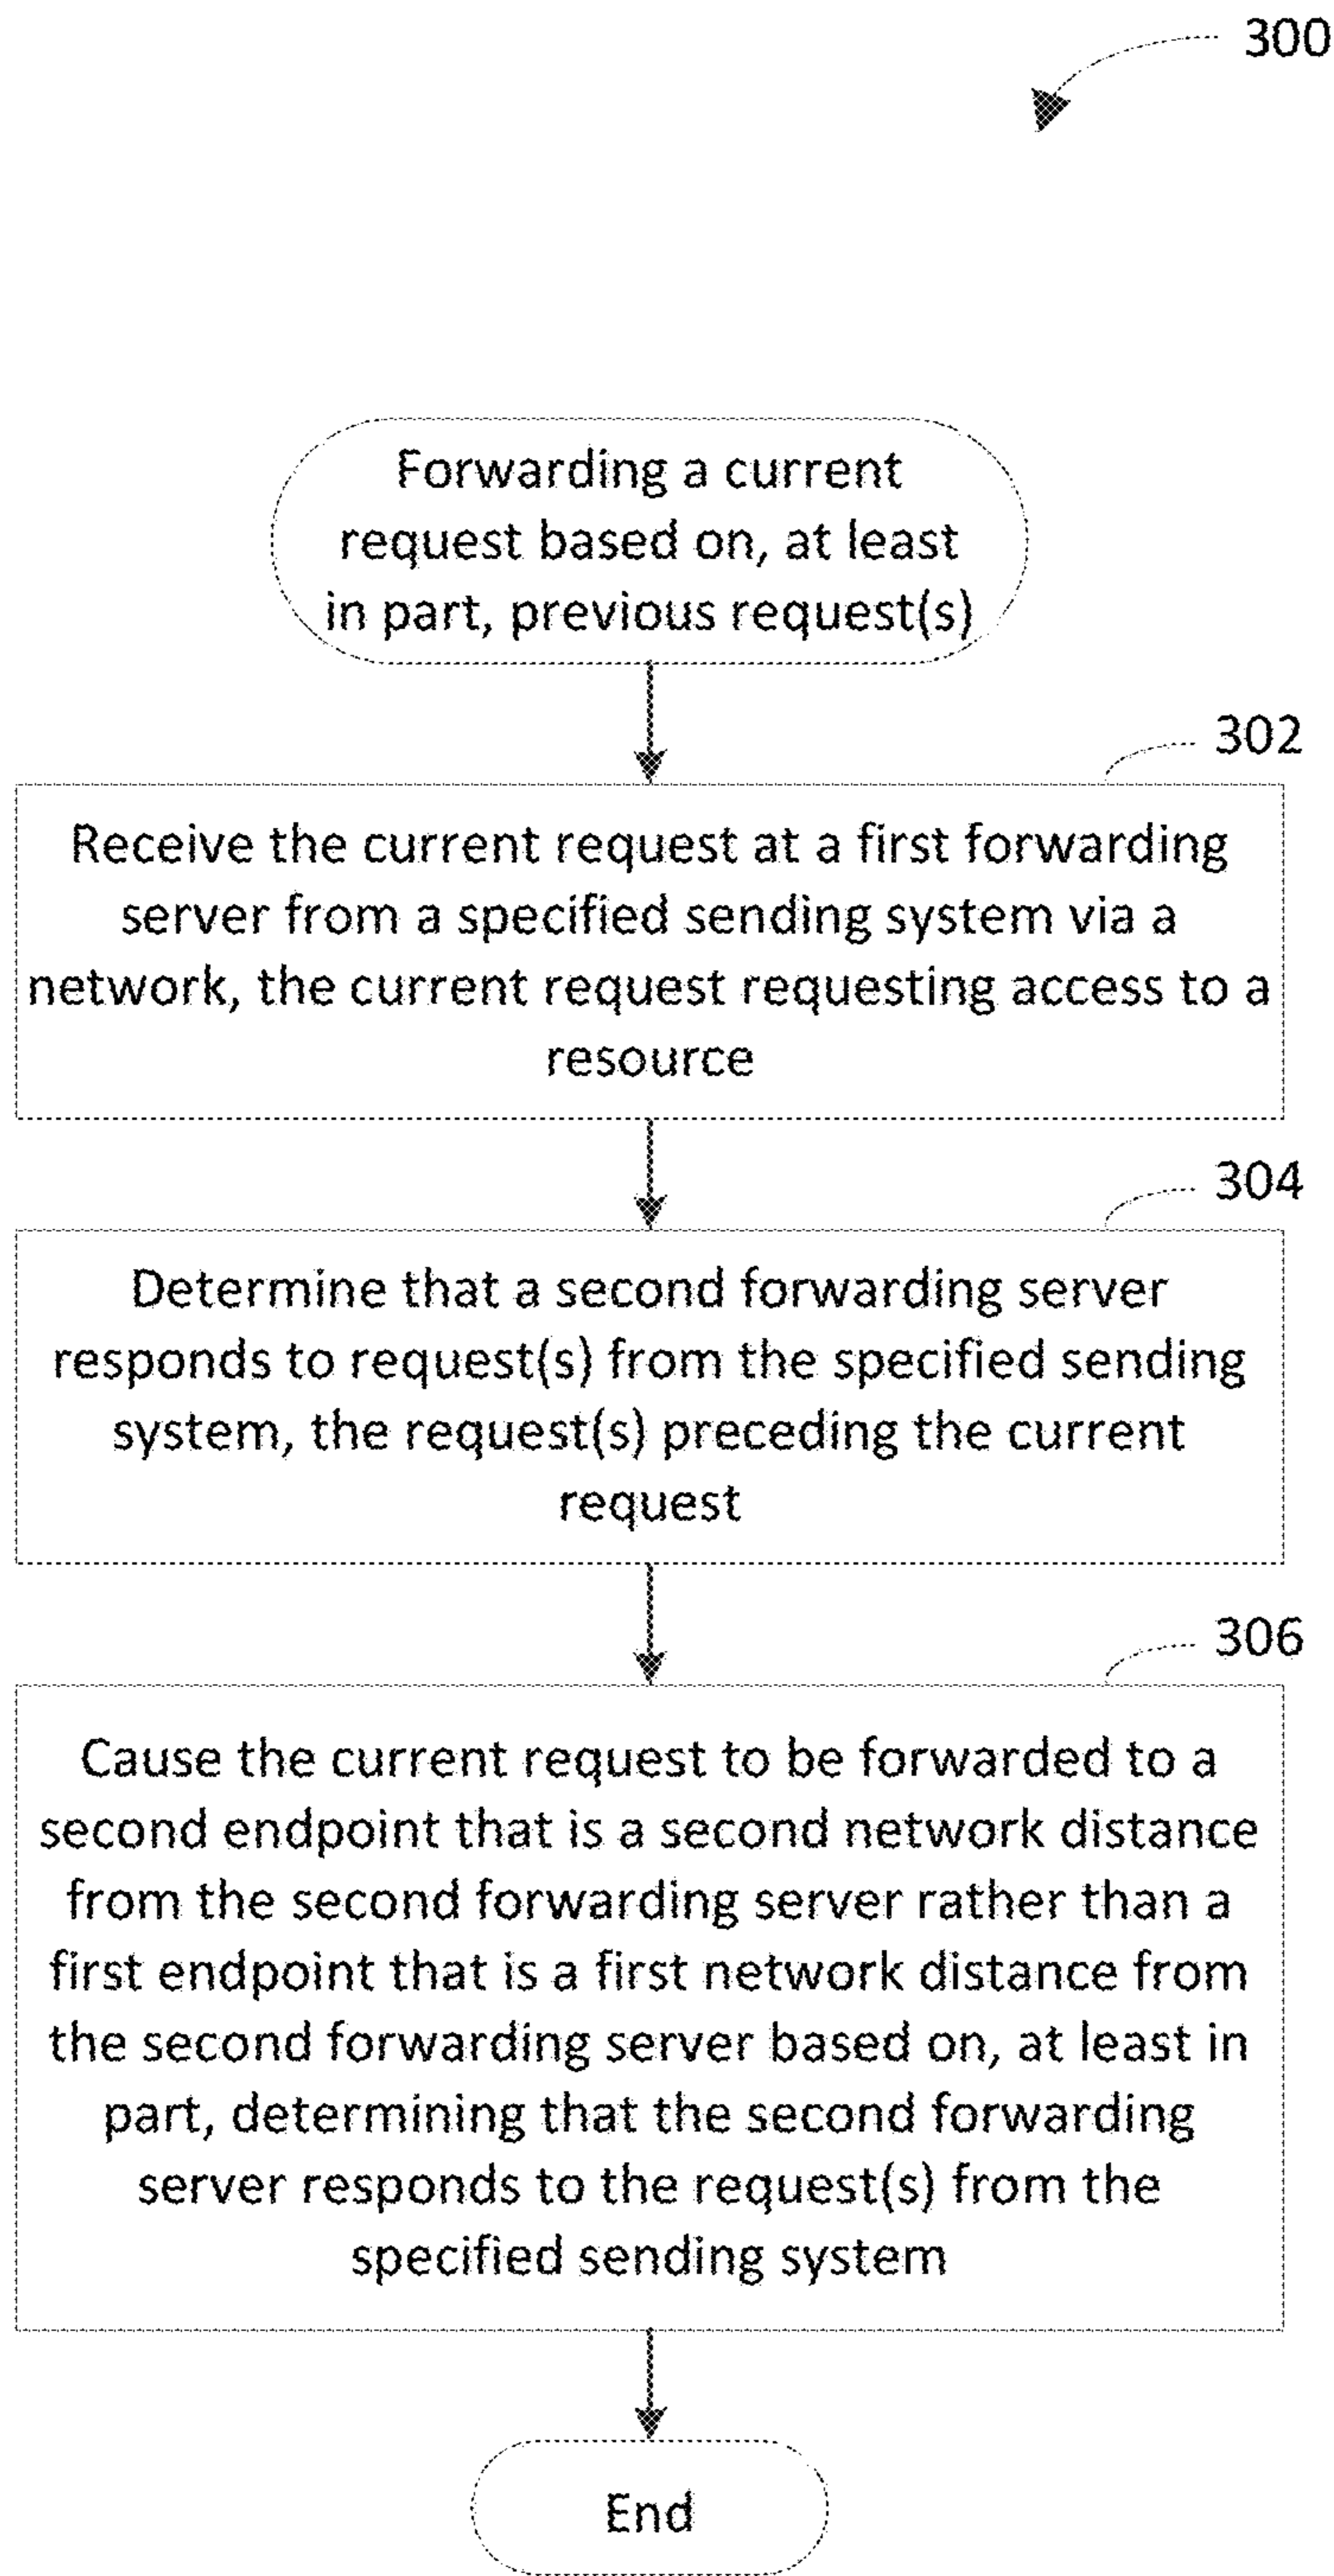 300
Forwarding a current
request based on, at least
in part, previous request(s)
302
Receive the current request at a first forwarding
server from a specified sending system via a
network, the current request requesting access to a
resource
304
Determine that a second forwarding server
responds to request(s) from the specified sending
system, the request(s) preceding the current
request
306
Cause the current request to be forwarded to a
second endpoint that is a second network distance
from the second forwarding server rather than a
first endpoint that is a first network distance from
the second forwarding server based on, at least in
part, determining that the second forwarding
server responds to the request(s) from the
specified sending system
End